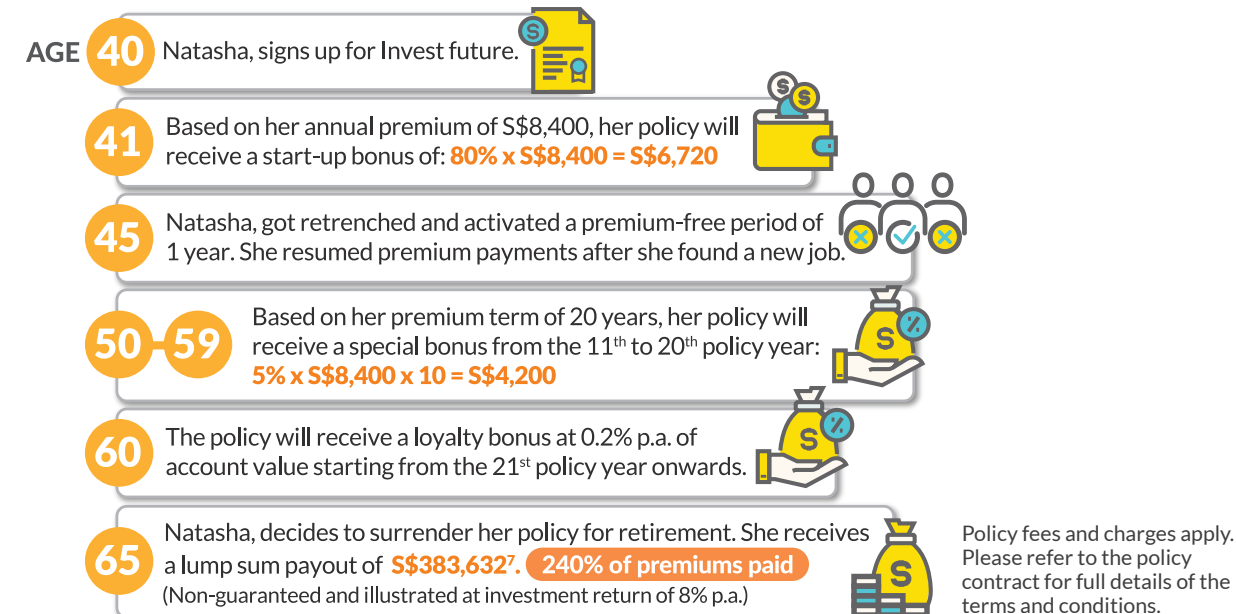 AGE 40 Natasha, signs up for Invest future.
41 Based on her annual premium of S$8,400, her policy will
receive a start-up bonus of: 80% x S$8,400 = S$6,720
45 Natasha, got retrenched and activated a premium-free period of
1 year. She resumed premium payments after she found a new job.
50-59 Based on her premium term of 20 years, her policy will
receive a special bonus from the 11th to 20th policy year:
5% x S$8,400 x 10 = S$4,200
60 The policy will receive a loyalty bonus at 0.2% p.a. of
account value starting from the 21st policy year onwards.
65 Natasha, decides to surrender her policy for retirement. She receives
a lump sum payout of S$383,632⁷. 240% of premiums paid
(Non-guaranteed and illustrated at investment return of 8% p.a.)
Policy fees and charges apply.
Please refer to the policy
contract for full details of the
terms and conditions.